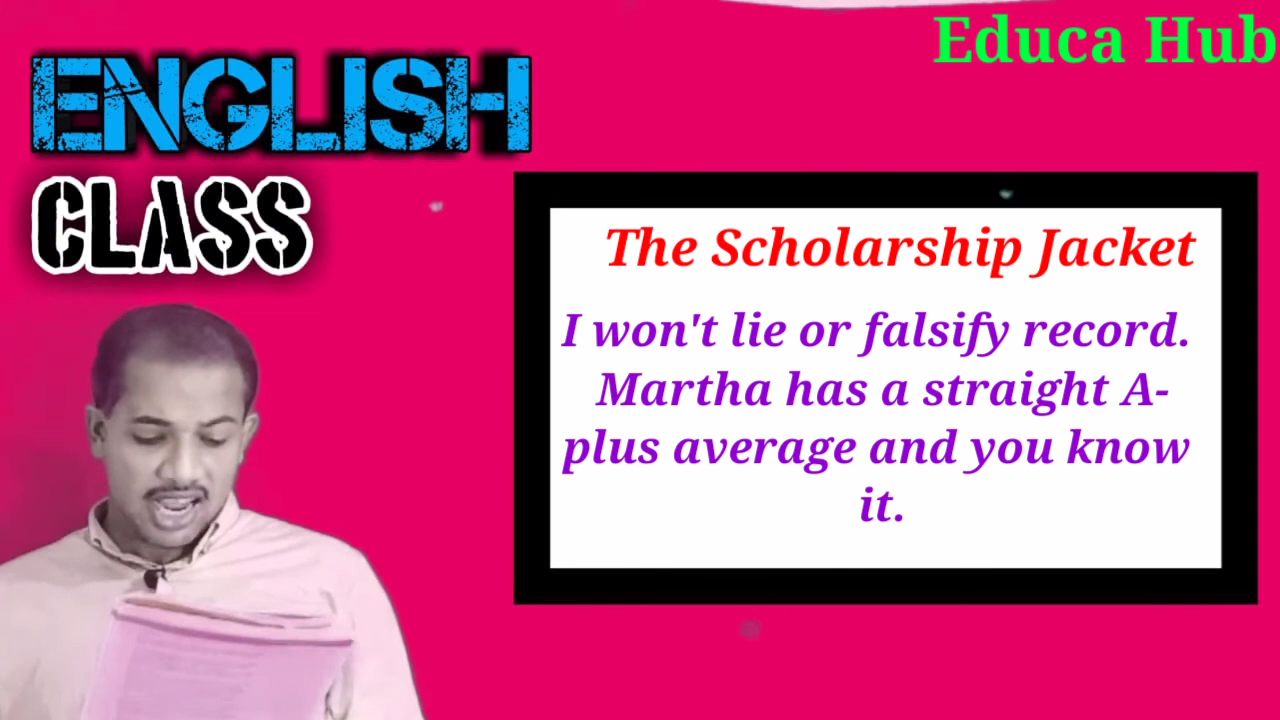 Educa Hub
ENGLISH
CLASS
The Scholarship Jacket
I won't lie or falsify record.
Martha has a straight A-
plus average and you know
it.